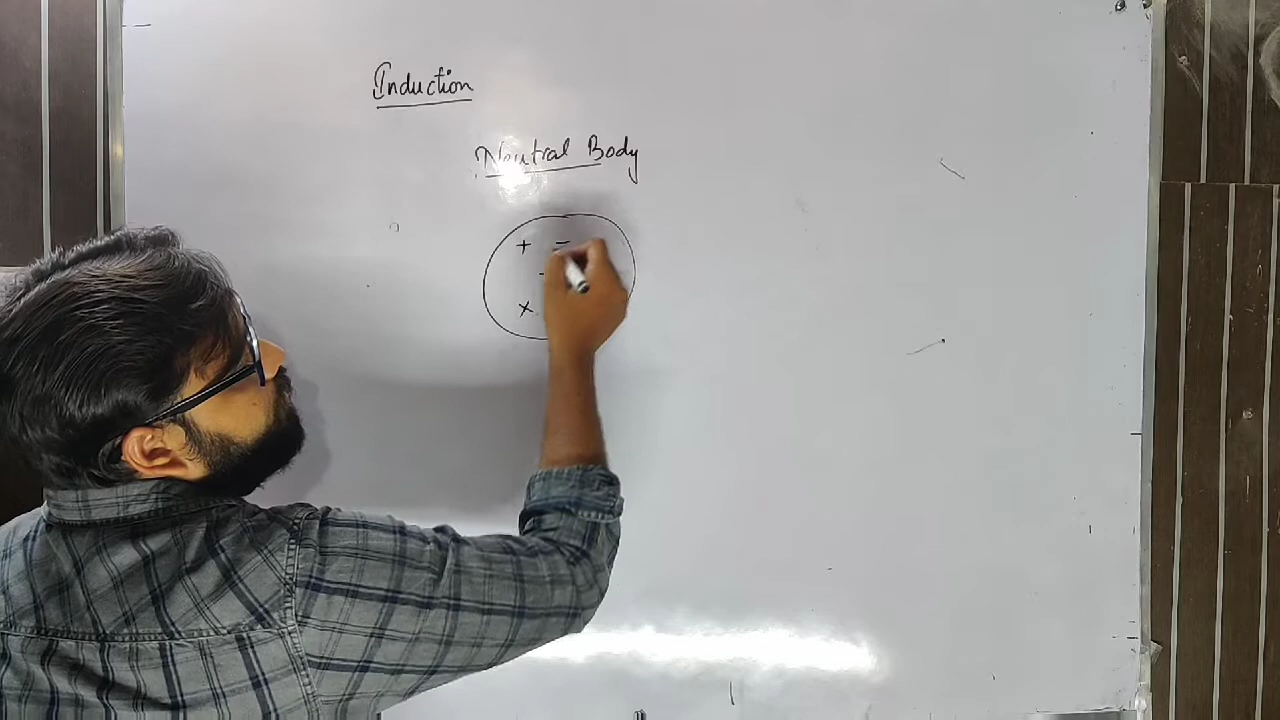 Induction
Neutral Body
+ -
-
×